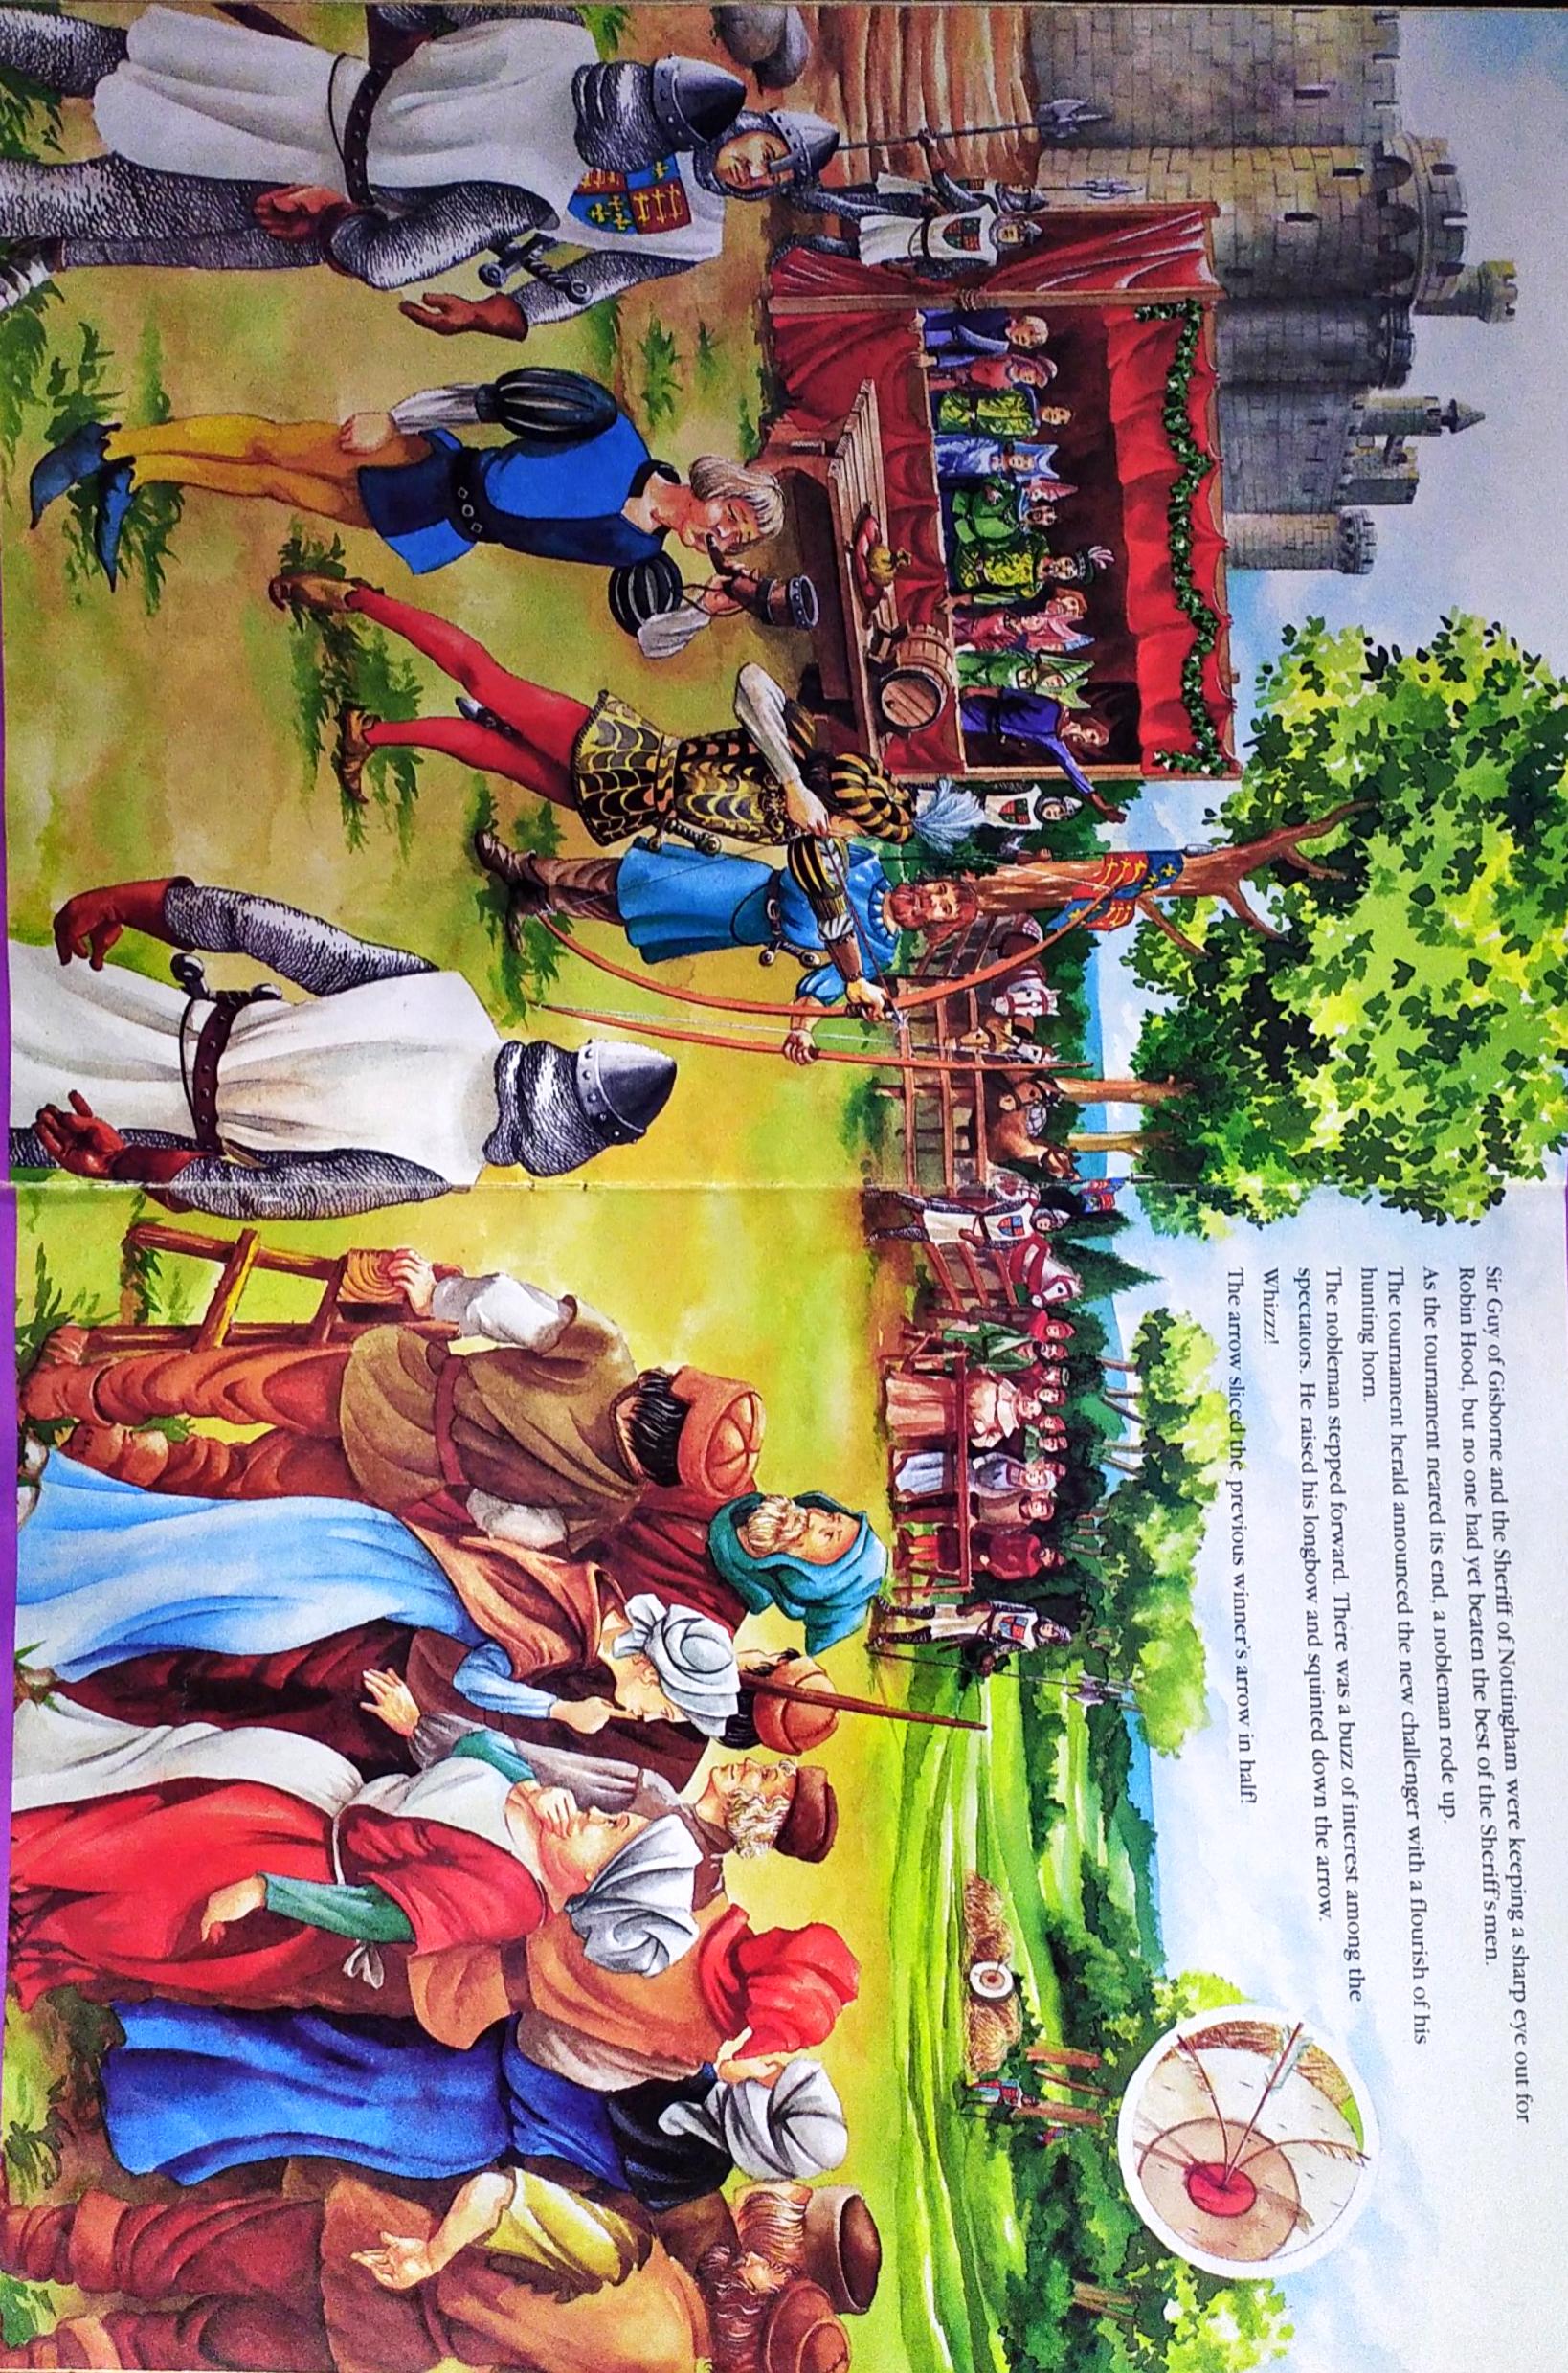 Sir Guy of Gisborne and the Sheriff of Nottingham were keeping a sharp eye out for
Robin Hood, but no one had yet beaten the best of the Sheriff's men.
As the tournament neared its end, a nobleman rode up.
The tournament herald announced the new challenger with a flourish of his
hunting horn.
The nobleman stepped forward. There was a buzz of interest among the
spectators. He raised his longbow and squinted down the arrow.
Whizzz!
The arrow sliced the previous winner's arrow in half!